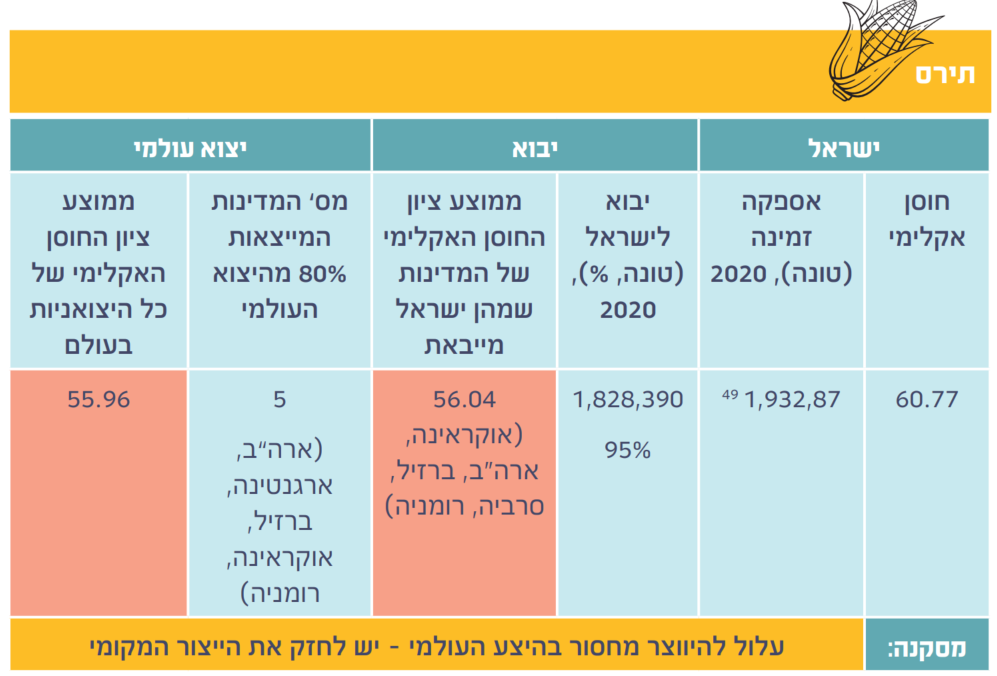 תירס
ישראל
יבוא
יצוא עולמי
חוסן
אקלימי
אספקה
זמינה
(טונה), 2020
יבוא
לישראל
(טונה, %),
2020
ממוצע ציון
החוסן האקלימי
של המדינות
שמהן ישראל
מייבאת
מס' המדינות
המייצאות
80% מהיצוא
העולמי
ממוצע
ציון החוסן
האקלימי של
כל היצואניות
בעולם
60.77
1,932,87 49
1,828,390
95%
56.04
(אוקראינה,
ארה"ב, ברזיל,
סרביה, רומניה)
5
(ארה"ב,
ארגנטינה,
ברזיל,
אוקראינה,
רומניה)
55.96
מסקנה:
עלול להיווצר מחסור בהיצע העולמי - יש לחזק את הייצור המקומי